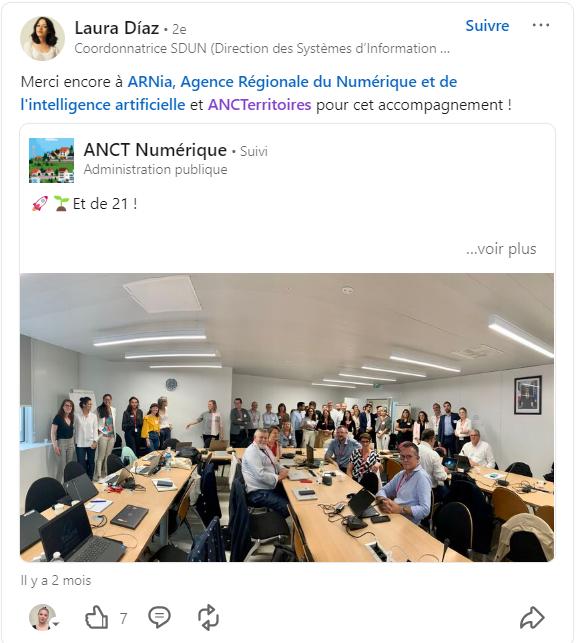 Laura Díaz • 2e
Suivre
Coordonnatrice SDUN (Direction des Systèmes d'Information ...
Merci encore à ARNia, Agence Régionale du Numérique et de
l'intelligence artificielle et ANCTerritoires pour cet accompagnement !
ANCT Numérique • Suivi
Administration publique
Et de 21 !
...voir plus
Il y a 2 mois
7